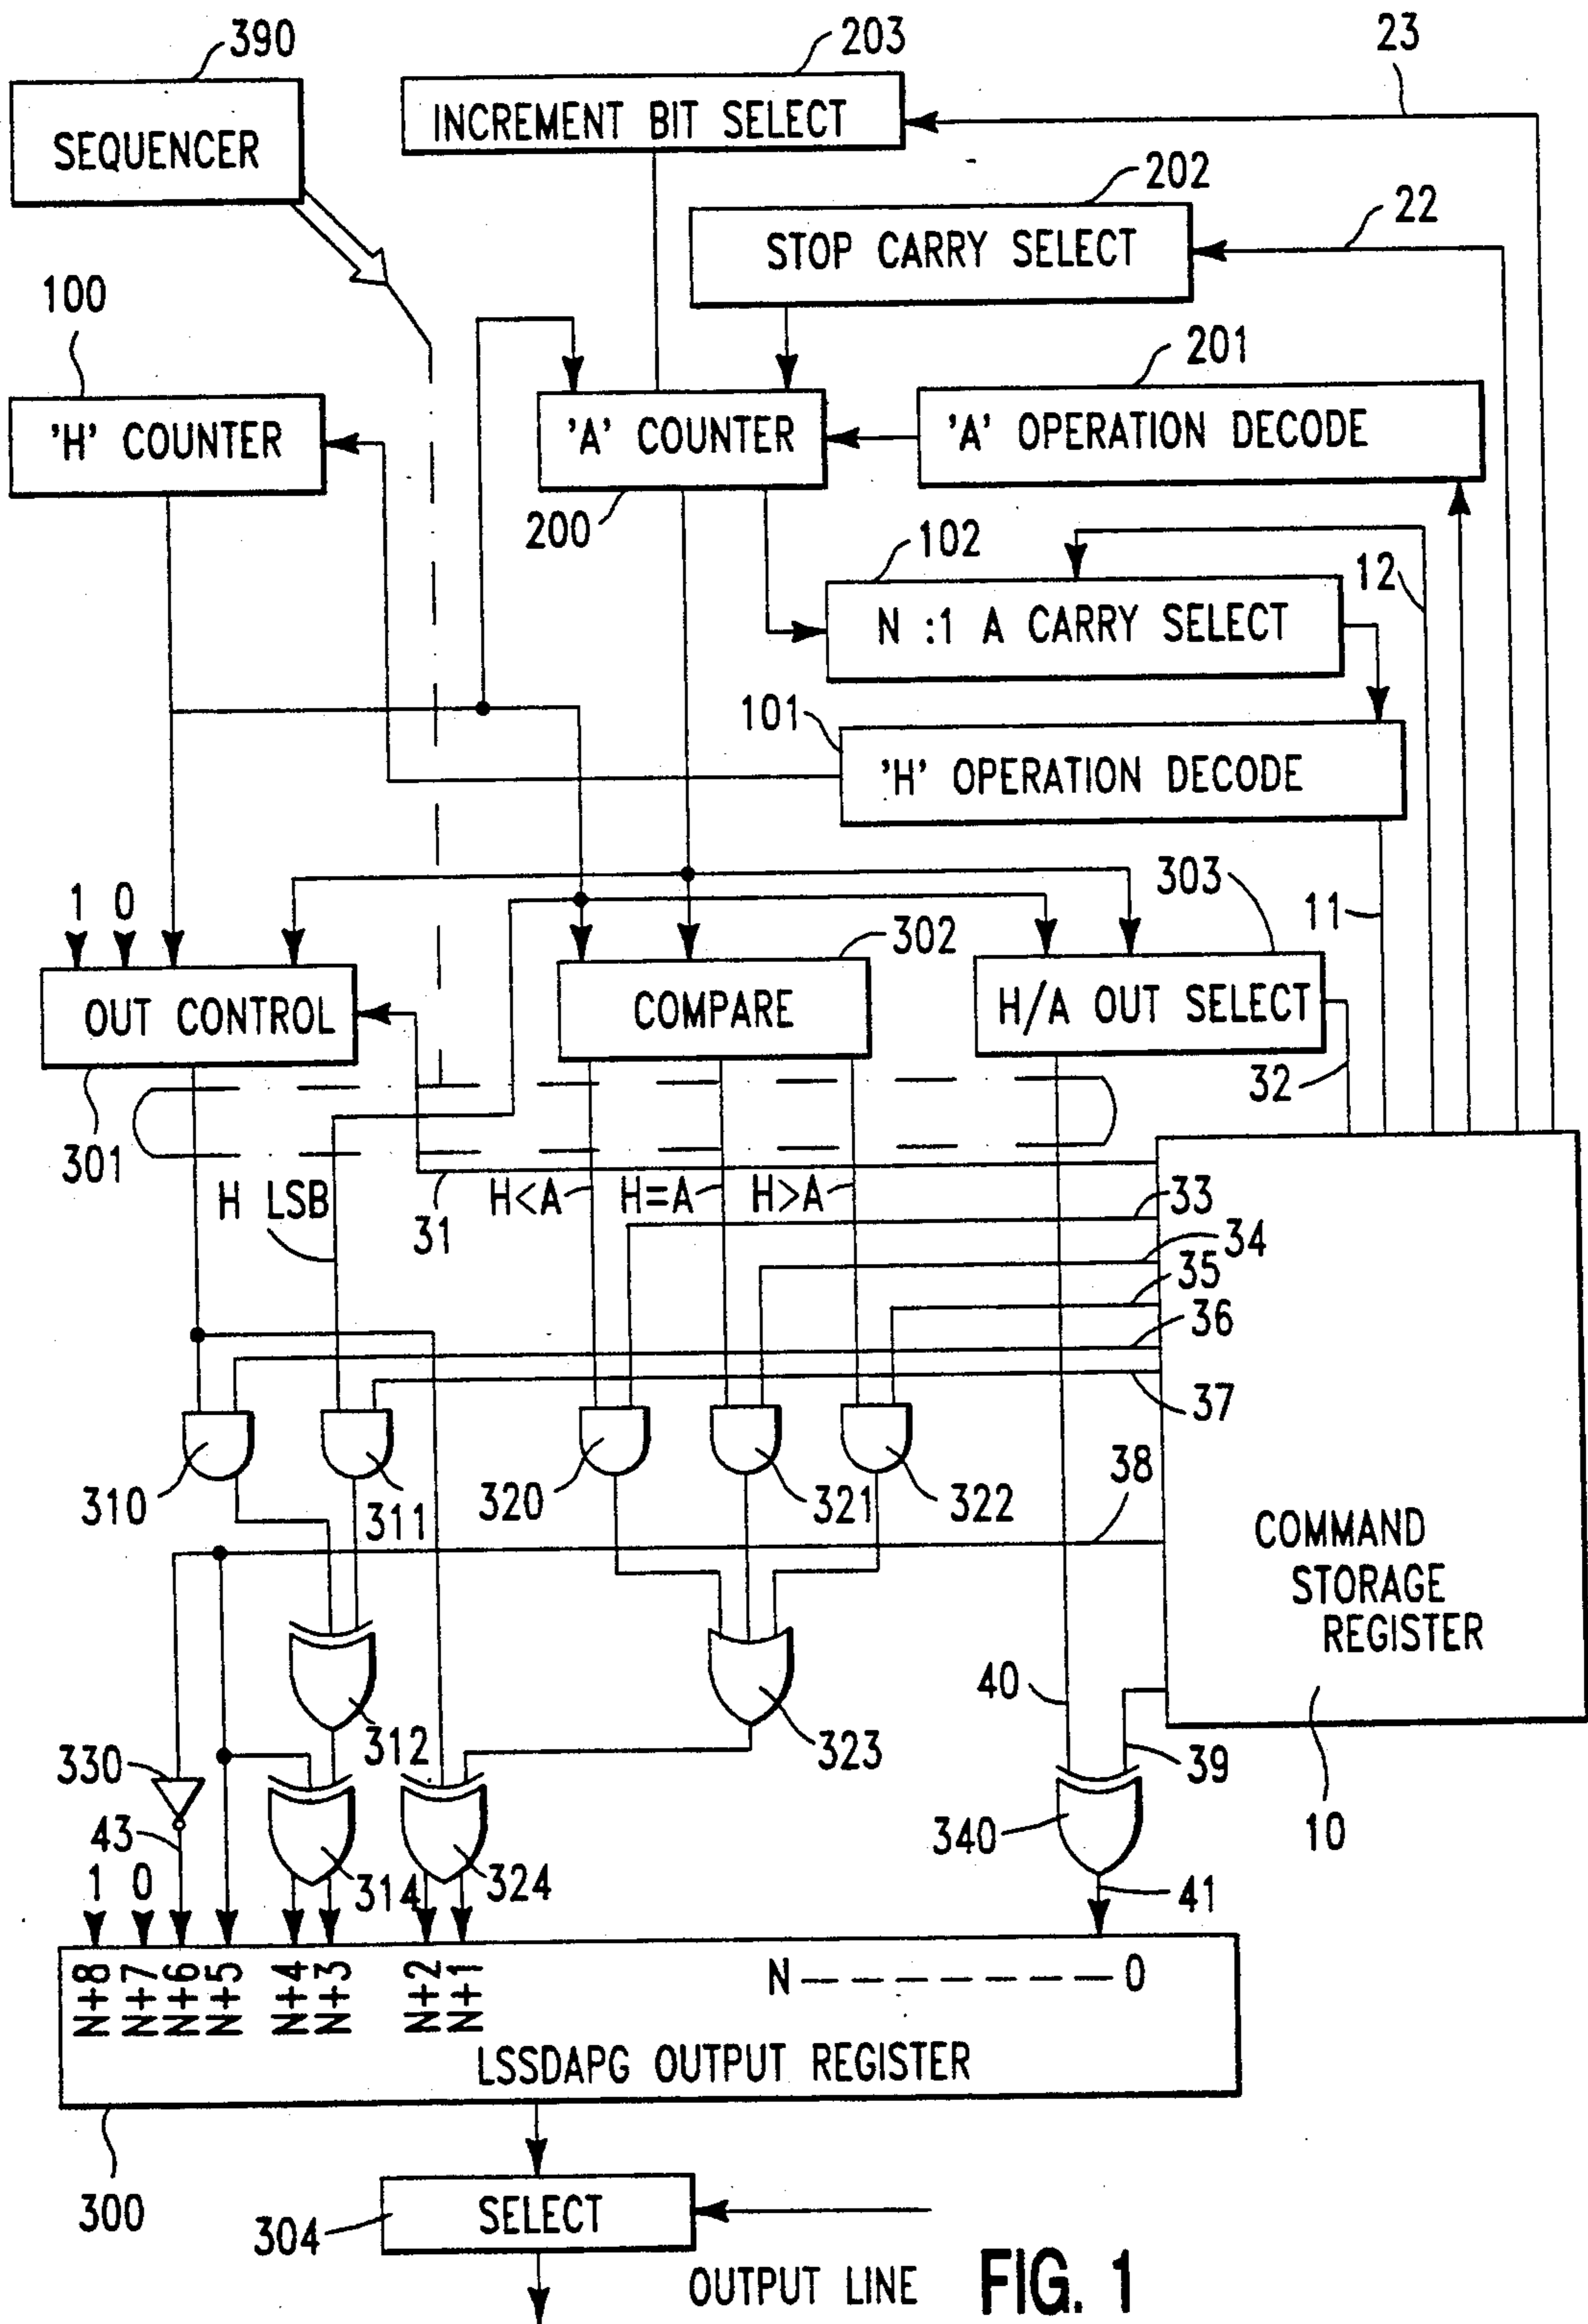 390
203
23
SEQUENCER
INCREMENT BIT SELECT
202
22
STOP CARRY SELECT
100
201
'H' COUNTER
'A' COUNTER
'A' OPERATION DECODE
200
102
12
N :1 A CARRY SELECT
101
'H' OPERATION DECODE
1 0
303
11
302
OUT CONTROL
COMPARE
H/A OUT SELECT
32
301
H LSB
31
H<A
H=A
H>A
33
34
35
36
37
310
311
320
321
322
38
COMMAND
STORAGE
REGISTER
40
312
323
39
330
10
43
340
1 0
314
324
41
N+8
N+7
N+6
N+5
N+4
N+3
N+2
N+1
N — — — — — — — 0
LSSDAPG OUTPUT REGISTER
300
SELECT
304
OUTPUT LINE
FIG. 1